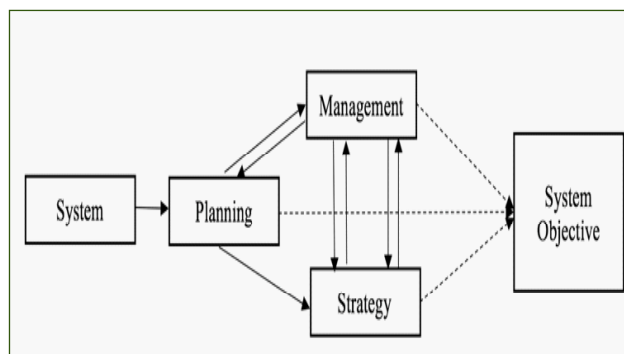 Management
System
Planning
System
Objective
Strategy